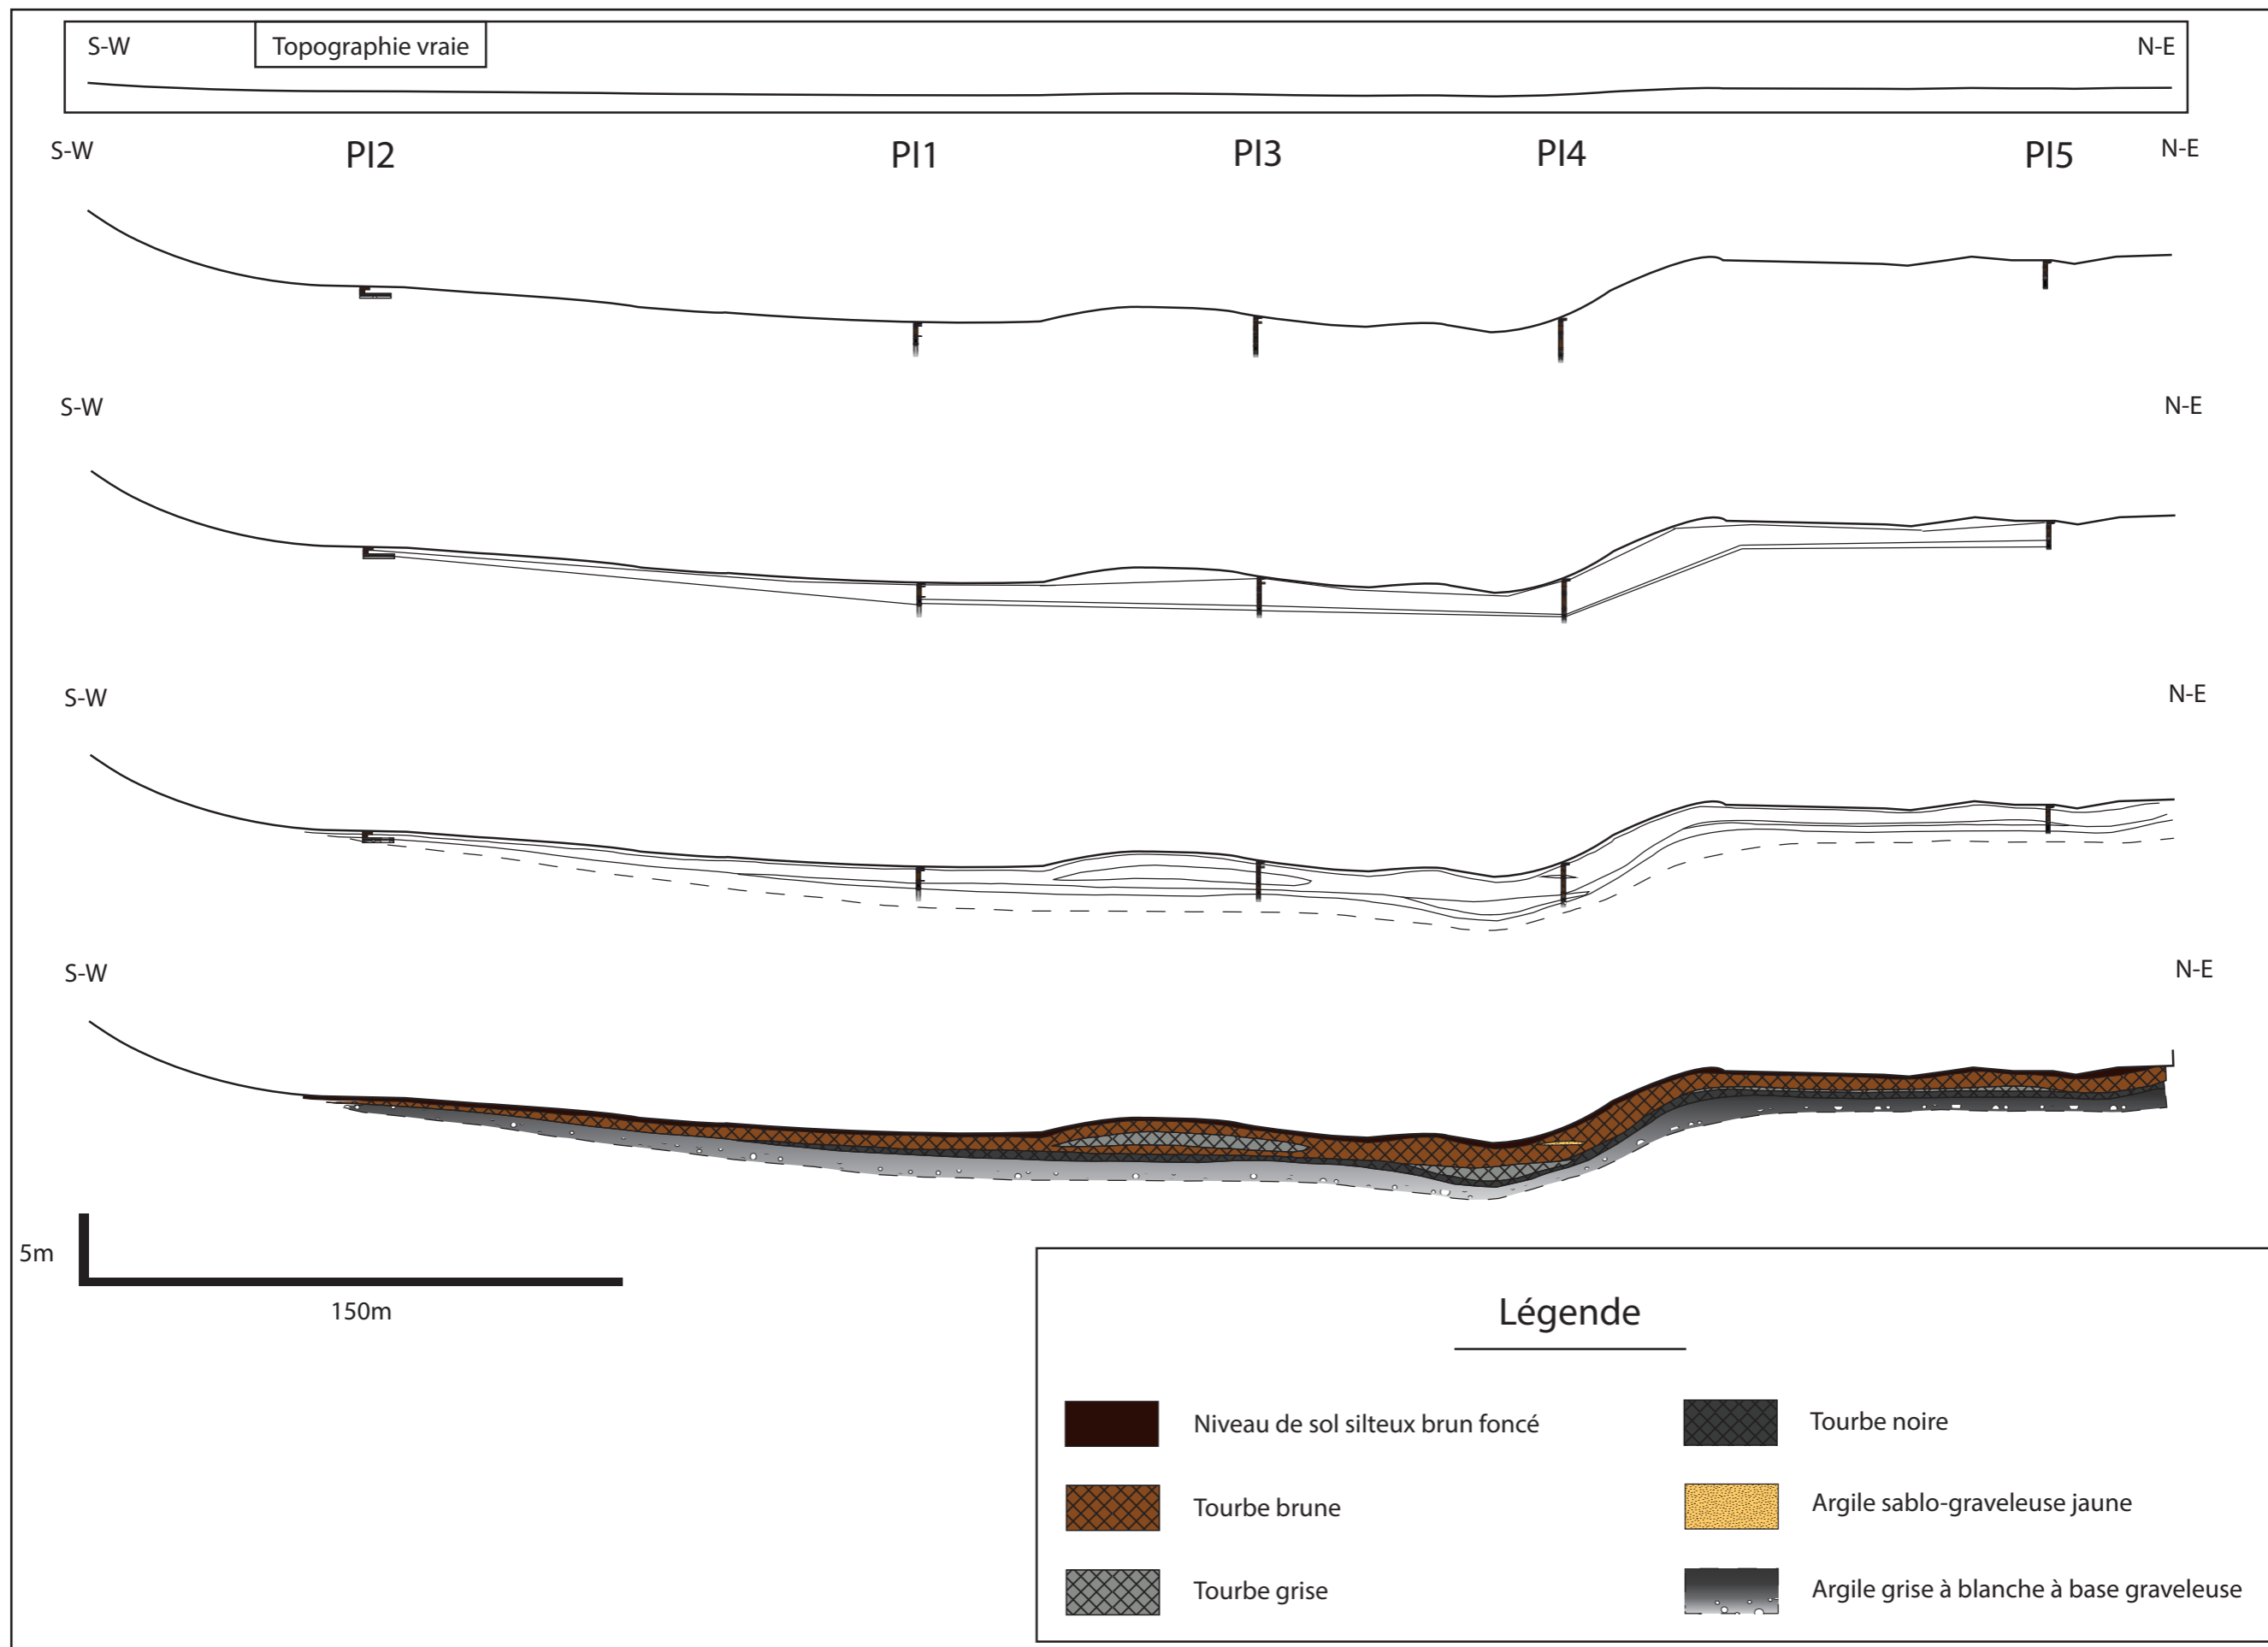 S-W Topographie vraie N-E
S-W PI2 PI1 PI3 PI4 PI5 N-E
S-W N-E
S-W N-E
S-W N-E
5m
150m
Légende
Niveau de sol silteux brun foncé
Tourbe noire
Tourbe brune
Argile sablo-graveleuse jaune
Tourbe grise
Argile grise à blanche à base graveleuse